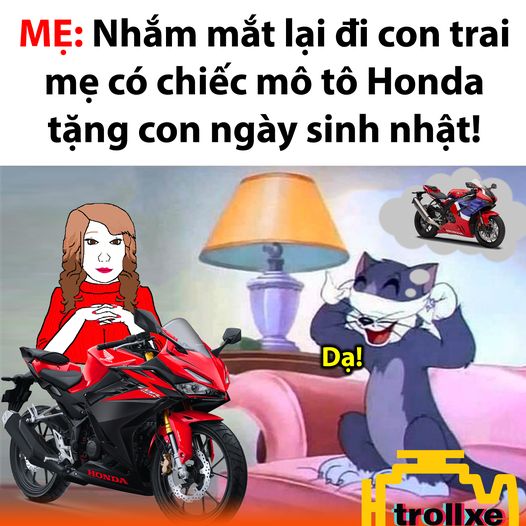 MẸ: Nhắm mắt lại đi con trai
mẹ có chiếc mô tô Honda
tặng con ngày sinh nhật!
Dạ!
HONDA
trollxe